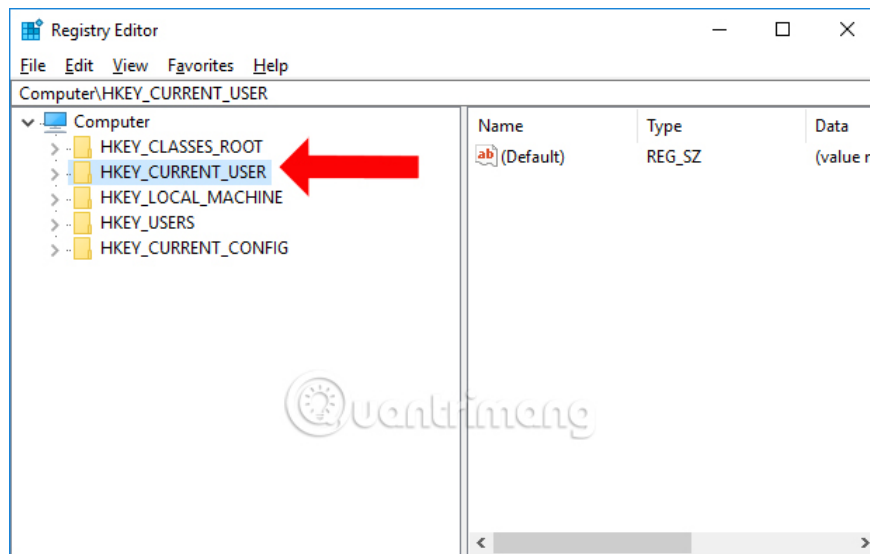 Registry Editor
File Edit View Favorites Help
Computer\HKEY_CURRENT_USER
Computer
HKEY_CLASSES_ROOT
HKEY_CURRENT_USER
HKEY_LOCAL_MACHINE
HKEY_USERS
HKEY_CURRENT_CONFIG
Name Type Data
ab (Default) REG_SZ (value
Quantrimang